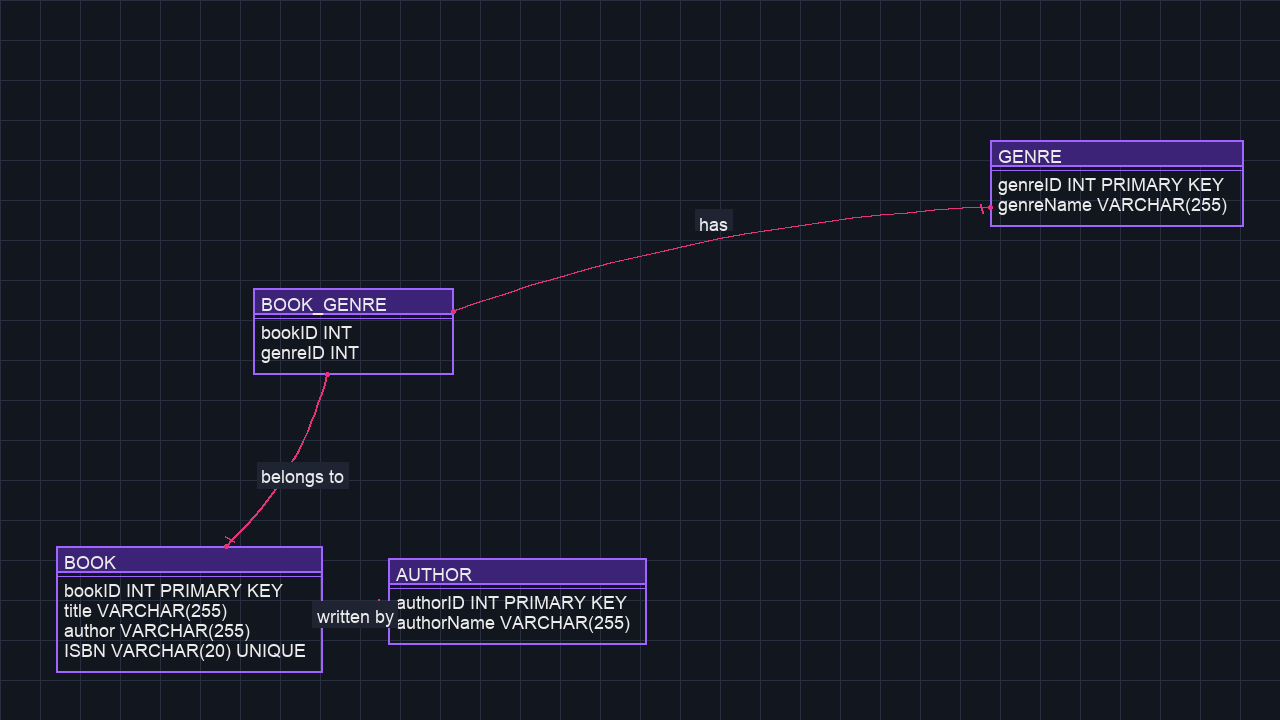 GENRE
genreID INT PRIMARY KEY
genreName VARCHAR(255)
has
BOOK_GENRE
bookID INT
genreID INT
belongs to
BOOK
bookID INT PRIMARY KEY
title VARCHAR(255)
author VARCHAR(255)
ISBN VARCHAR(20) UNIQUE
written by
AUTHOR
authorID INT PRIMARY KEY
authorName VARCHAR(255)